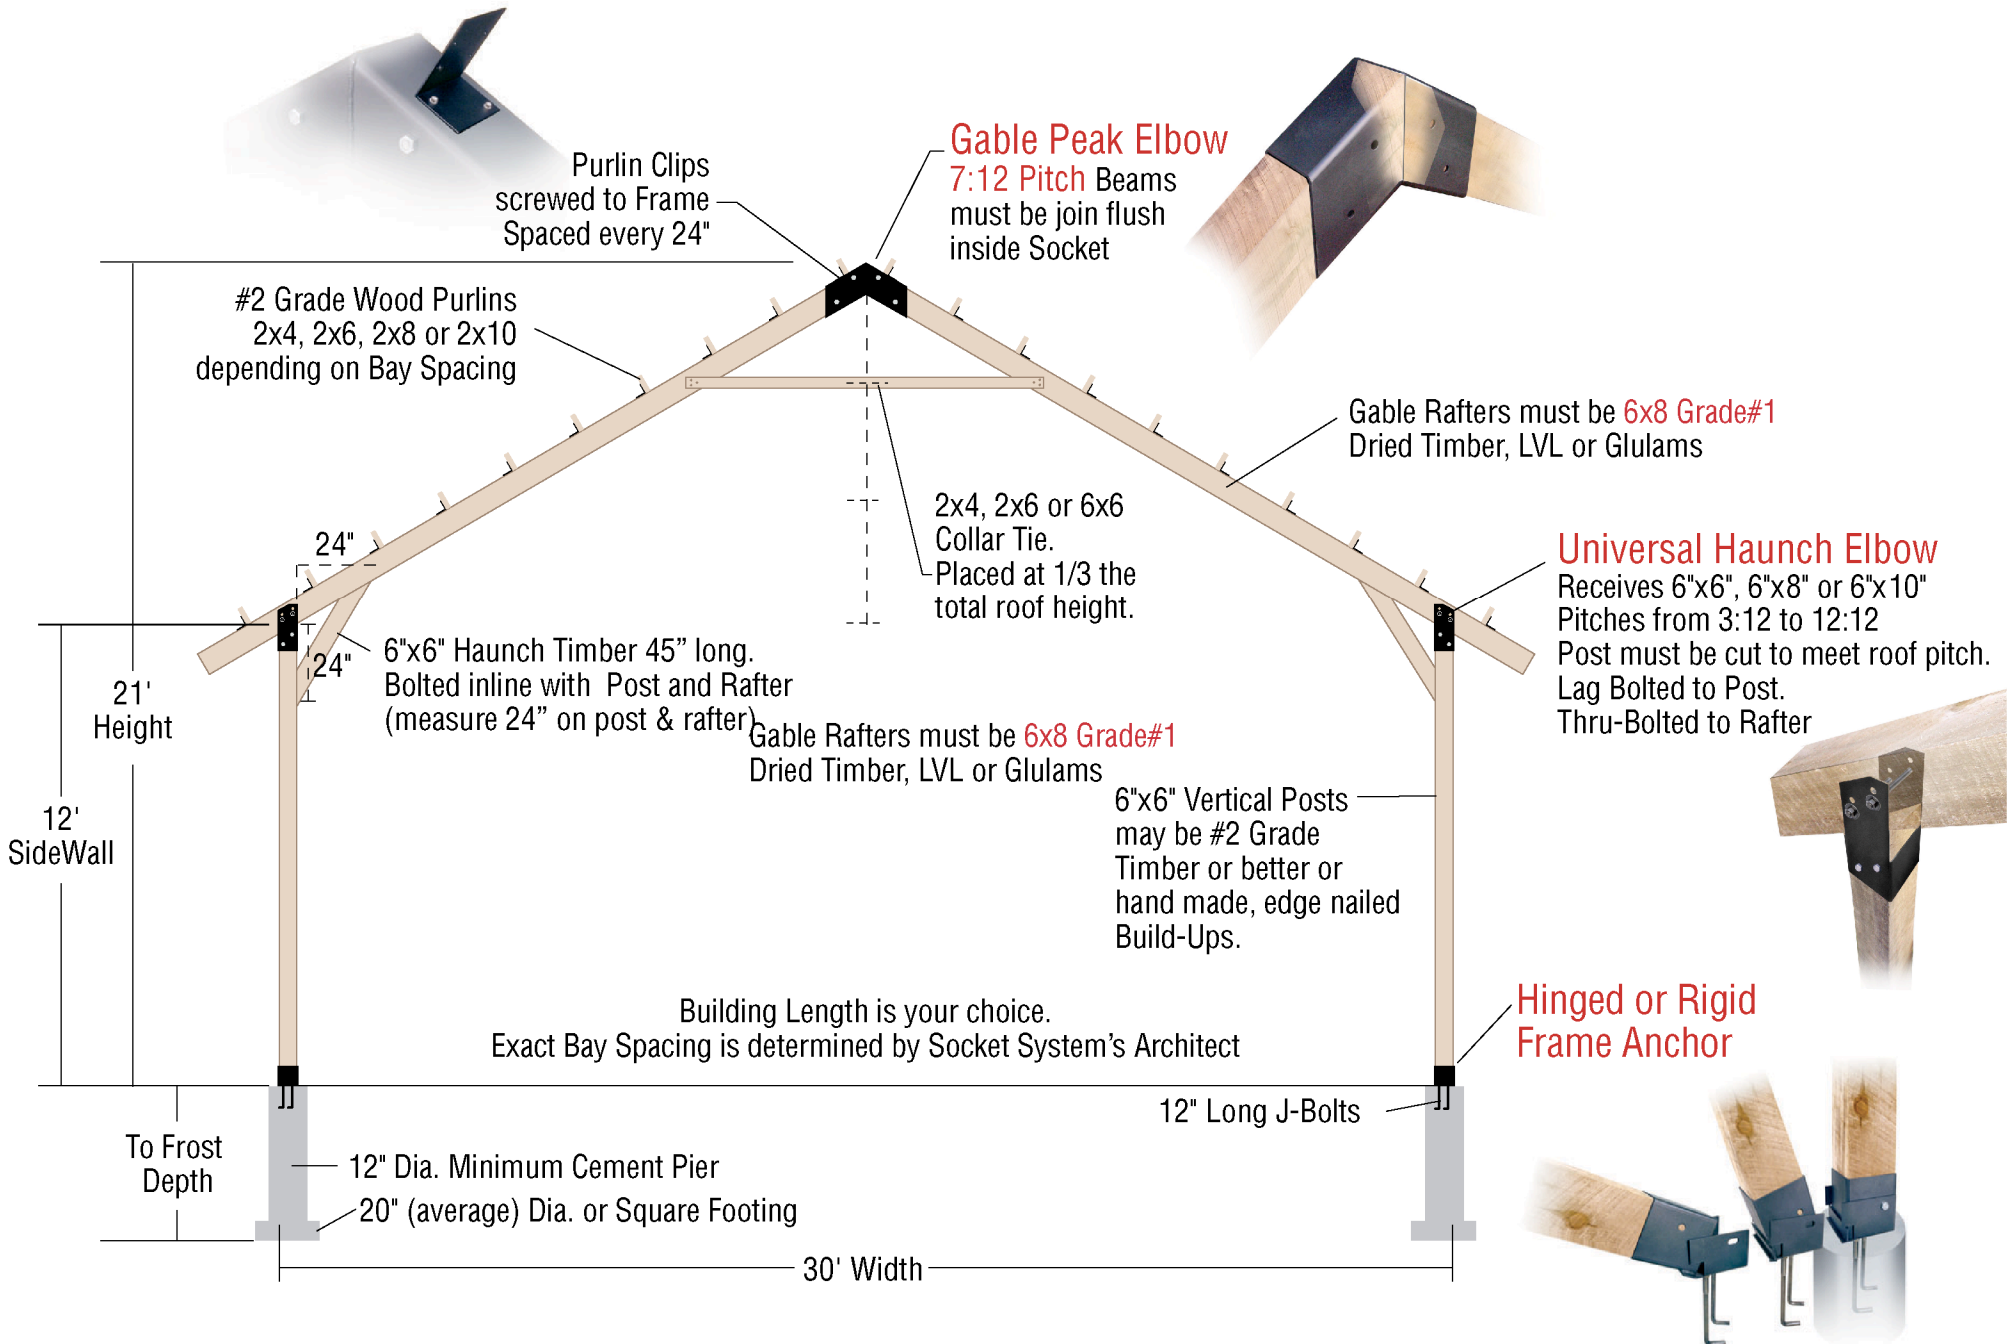 Purlin Clips
screwed to Frame
Spaced every 24"
Gable Peak Elbow
7:12 Pitch Beams
must be join flush
inside Socket
#2 Grade Wood Purlins
2x4, 2x6, 2x8 or 2x10
depending on Bay Spacing
Gable Rafters must be 6x8 Grade#1
Dried Timber, LVL or Glulams
2x4, 2x6 or 6x6
Collar Tie.
Placed at 1/3 the
total roof height.
24"
24"
Universal Haunch Elbow
Receives 6"x6", 6"x8" or 6"x10"
Pitches from 3:12 to 12:12
Post must be cut to meet roof pitch.
Lag Bolted to Post.
Thru-Bolted to Rafter
6"x6" Haunch Timber 45” long.
Bolted inline with  Post and Rafter
(measure 24” on post & rafter)
21'
Height
Gable Rafters must be 6x8 Grade#1
Dried Timber, LVL or Glulams
12'
SideWall
6"x6" Vertical Posts
may be #2 Grade
Timber or better or
hand made, edge nailed
Build-Ups.
Building Length is your choice.
Exact Bay Spacing is determined by Socket System’s Architect
Hinged or Rigid
Frame Anchor
12" Long J-Bolts
To Frost
Depth
12" Dia. Minimum Cement Pier
20" (average) Dia. or Square Footing
30' Width